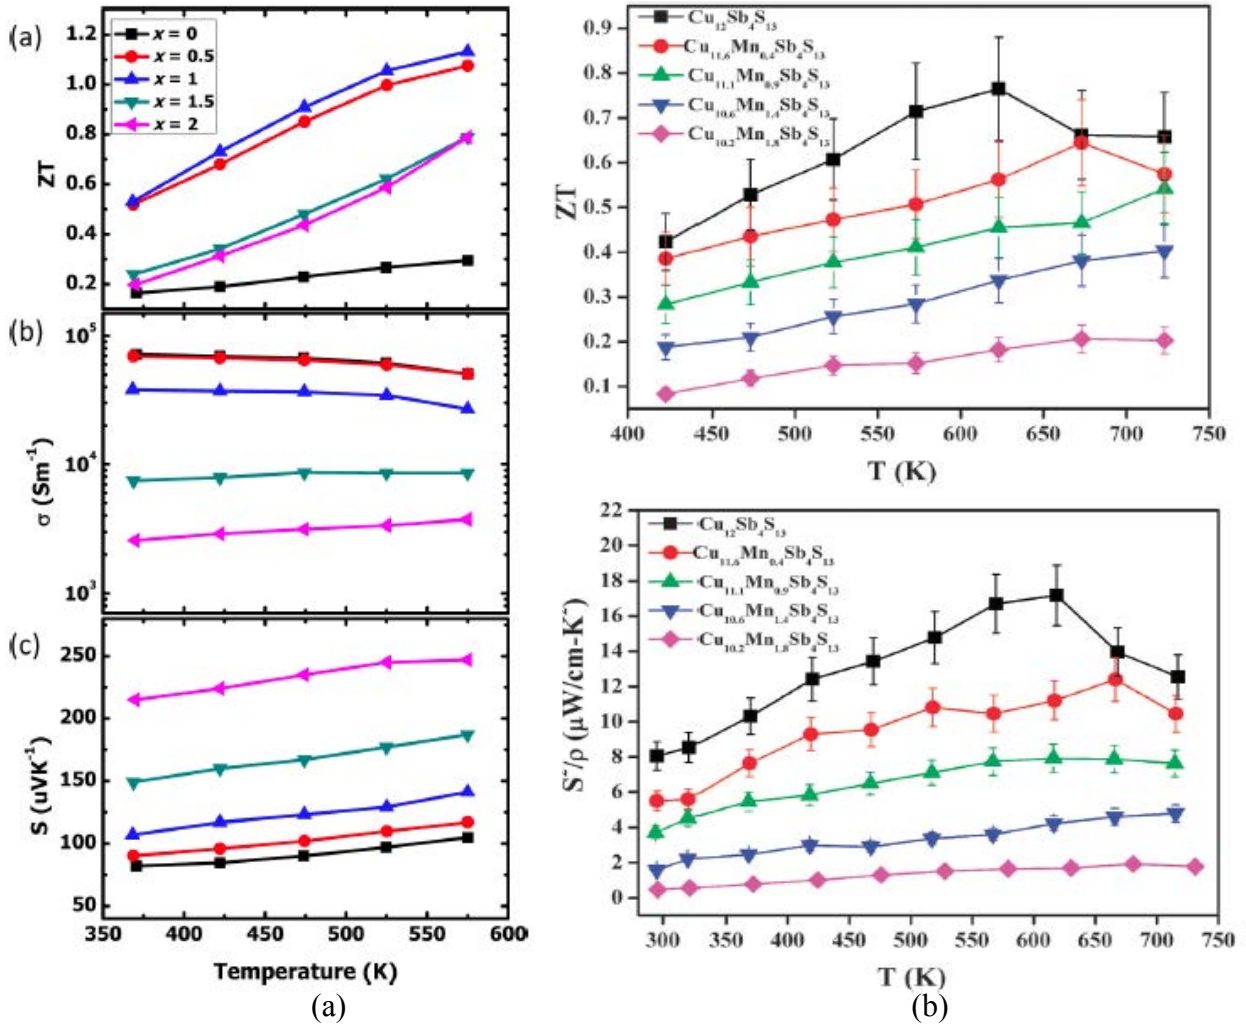 (a)
1.2
1.0
0.8
0.6
0.4
0.2
ZT
x = 0
x = 0.5
x = 1
x = 1.5
x = 2
(b)
10⁵
10⁴
10³
σ (Sm⁻¹)
(c)
250
200
150
100
50
S (uVK⁻¹)
350 400 450 500 550 600
Temperature (K)
(a)
0.9
0.8
0.7
0.6
0.5
0.4
0.3
0.2
0.1
ZT
Cu₁₂Sb₄S₁₃
Cu₁₁.₆Mn₀.₄Sb₄S₁₃
Cu₁₁.₁Mn₀.₉Sb₄S₁₃
Cu₁₀.₆Mn₁.₄Sb₄S₁₃
Cu₁₀.₂Mn₁.₈Sb₄S₁₃
400 450 500 550 600 650 700 750
T (K)
22
20
18
16
14
12
10
8
6
4
2
0
S²/ρ (μW/cm-K²)
Cu₁₂Sb₄S₁₃
Cu₁₁.₆Mn₀.₄Sb₄S₁₃
Cu₁₁.₁Mn₀.₉Sb₄S₁₃
Cu₁₀.₆Mn₁.₄Sb₄S₁₃
Cu₁₀.₂Mn₁.₈Sb₄S₁₃
300 350 400 450 500 550 600 650 700 750
T (K)
(b)